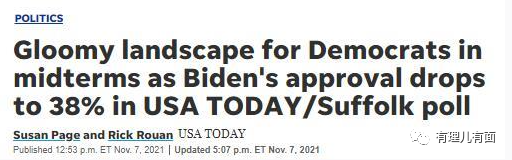 POLITICS
Gloomy landscape for Democrats in
midterms as Biden's approval drops
to 38% in USA TODAY/Suffolk poll
Susan Page and Rick Rouan USA TODAY
Published 12:53 p.m. ET Nov. 7, 2021 | Updated 5:07 p.m. ET Nov. 7, 2021
有理儿有面